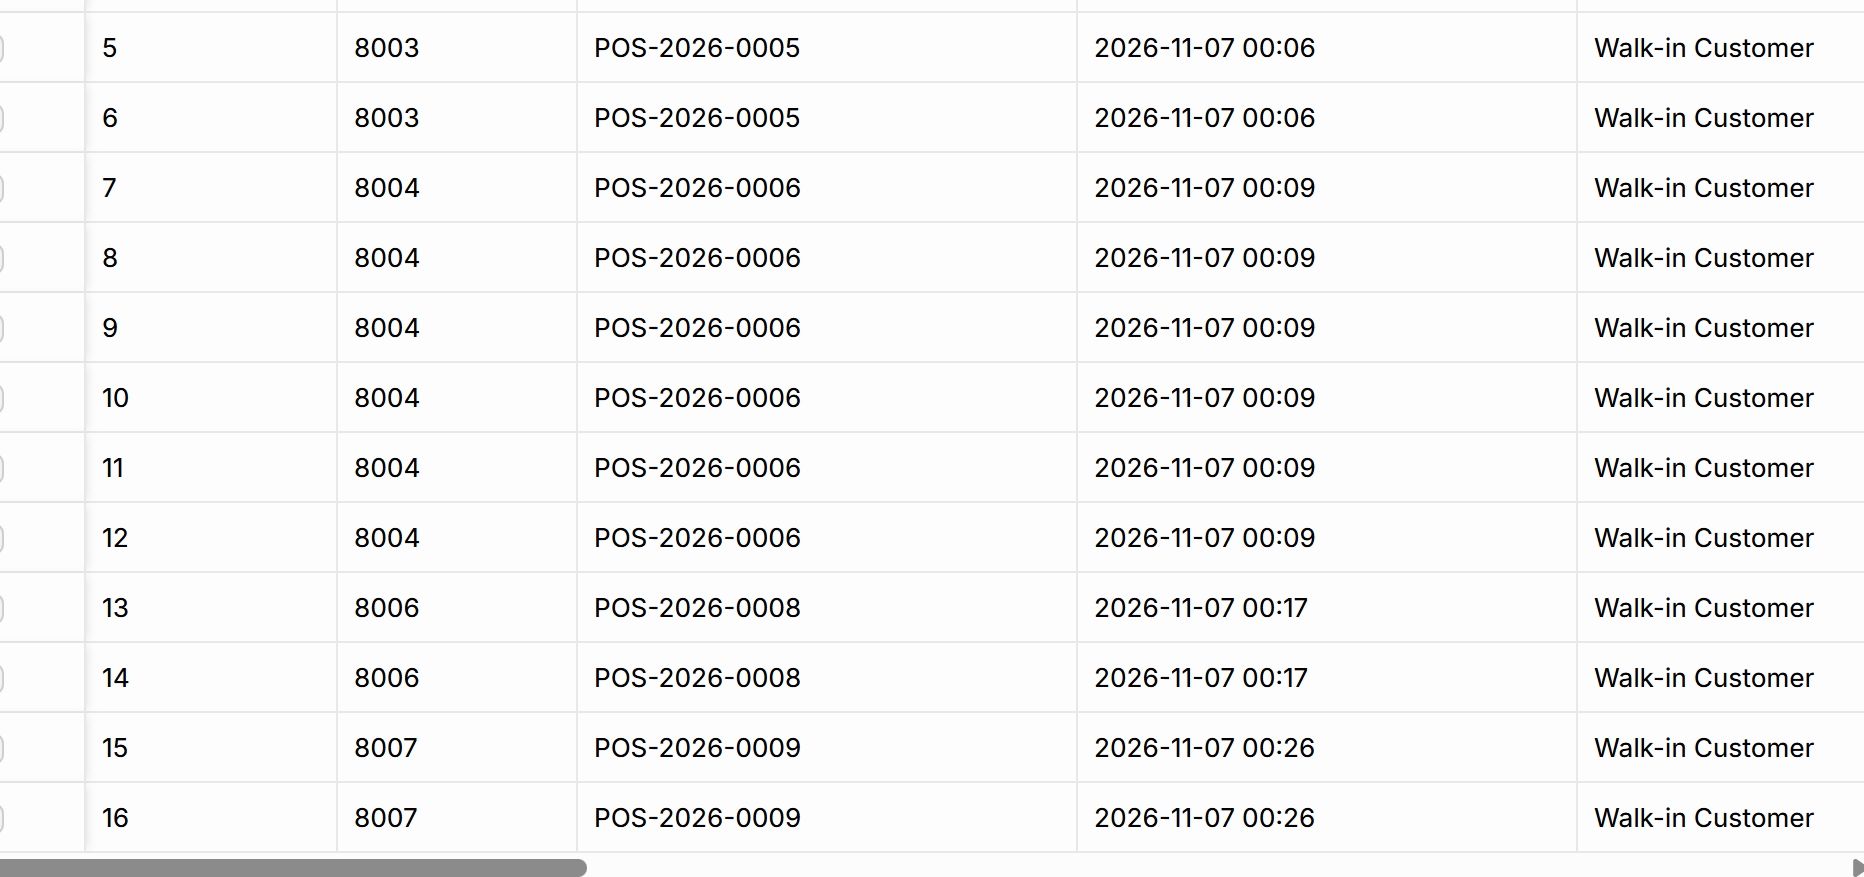 5 8003 POS-2026-0005 2026-11-07 00:06 Walk-in Customer
6 8003 POS-2026-0005 2026-11-07 00:06 Walk-in Customer
7 8004 POS-2026-0006 2026-11-07 00:09 Walk-in Customer
8 8004 POS-2026-0006 2026-11-07 00:09 Walk-in Customer
9 8004 POS-2026-0006 2026-11-07 00:09 Walk-in Customer
10 8004 POS-2026-0006 2026-11-07 00:09 Walk-in Customer
11 8004 POS-2026-0006 2026-11-07 00:09 Walk-in Customer
12 8004 POS-2026-0006 2026-11-07 00:09 Walk-in Customer
13 8006 POS-2026-0008 2026-11-07 00:17 Walk-in Customer
14 8006 POS-2026-0008 2026-11-07 00:17 Walk-in Customer
15 8007 POS-2026-0009 2026-11-07 00:26 Walk-in Customer
16 8007 POS-2026-0009 2026-11-07 00:26 Walk-in Customer